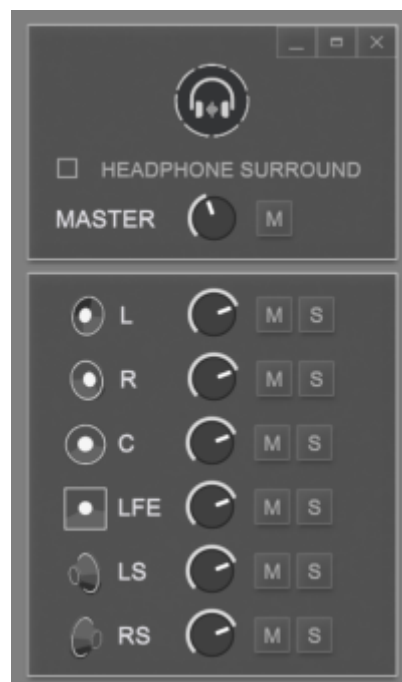 HEADPHONE SURROUND
MASTER M
L M S
R M S
C M S
LFE M S
LS M S
RS M S